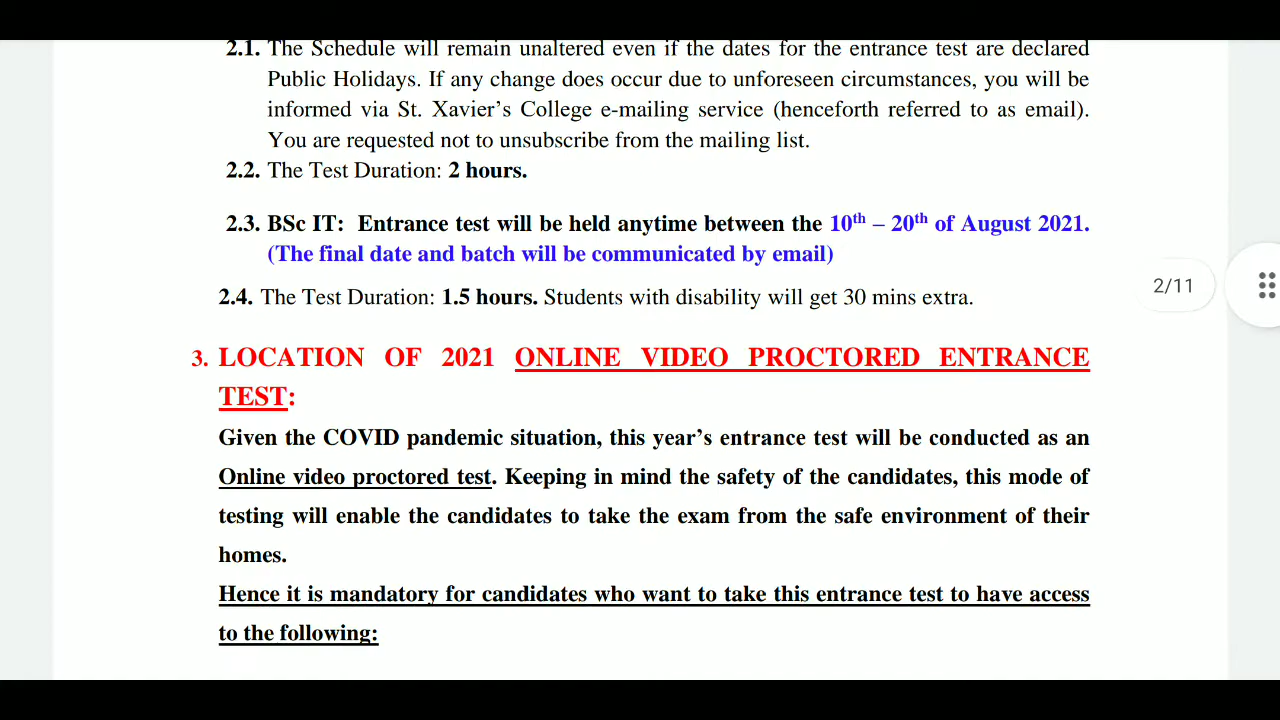 2.1. The Schedule will remain unaltered even if the dates for the entrance test are declared
Public Holidays. If any change does occur due to unforeseen circumstances, you will be
informed via St. Xavier’s College e-mailing service (henceforth referred to as email).
You are requested not to unsubscribe from the mailing list.
2.2. The Test Duration: 2 hours.
2.3. BSc IT: Entrance test will be held anytime between the 10th – 20th of August 2021.
(The final date and batch will be communicated by email)
2.4. The Test Duration: 1.5 hours. Students with disability will get 30 mins extra.
2/11
3. LOCATION OF 2021 ONLINE VIDEO PROCTORED ENTRANCE
TEST:
Given the COVID pandemic situation, this year’s entrance test will be conducted as an
Online video proctored test. Keeping in mind the safety of the candidates, this mode of
testing will enable the candidates to take the exam from the safe environment of their
homes.
Hence it is mandatory for candidates who want to take this entrance test to have access
to the following: